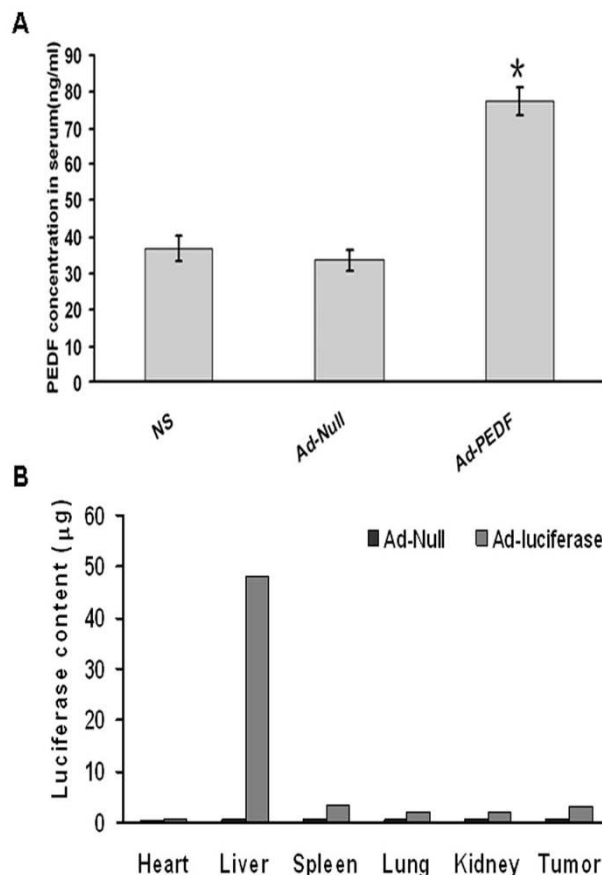 A
PEDF concentration in serum(ng/ml)
90
80
70
60
50
40
30
20
10
0
*
NS
Ad-Null
Ad-PEDF
B
Luciferase content (μg)
60
50
40
30
20
10
0
Ad-Null Ad-luciferase
Heart Liver Spleen Lung Kidney Tumor